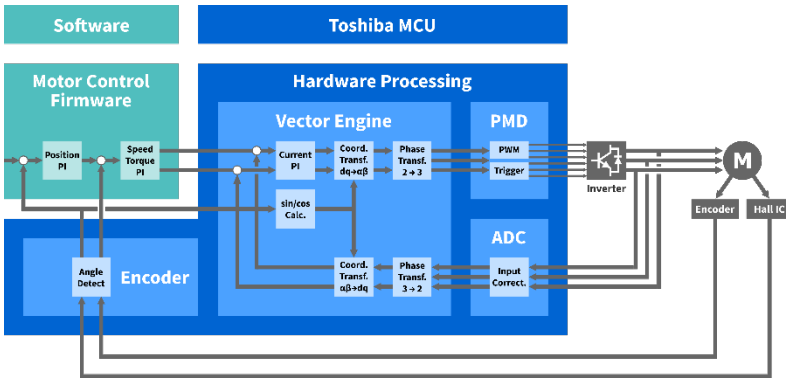 Software
Toshiba MCU
Motor Control
Firmware
Hardware Processing
Vector Engine
PMD
Position
PI
Speed
Torque
PI
Current
PI
Coord.
Transf.
dq→αβ
Phase
Transf.
2→3
PWM
Trigger
Inverter
M
sin/cos
Calc.
Encoder
Hall IC
ADC
Angle
Detect
Encoder
Coord.
Transf.
αβ→dq
Phase
Transf.
3→2
Input
Correct.